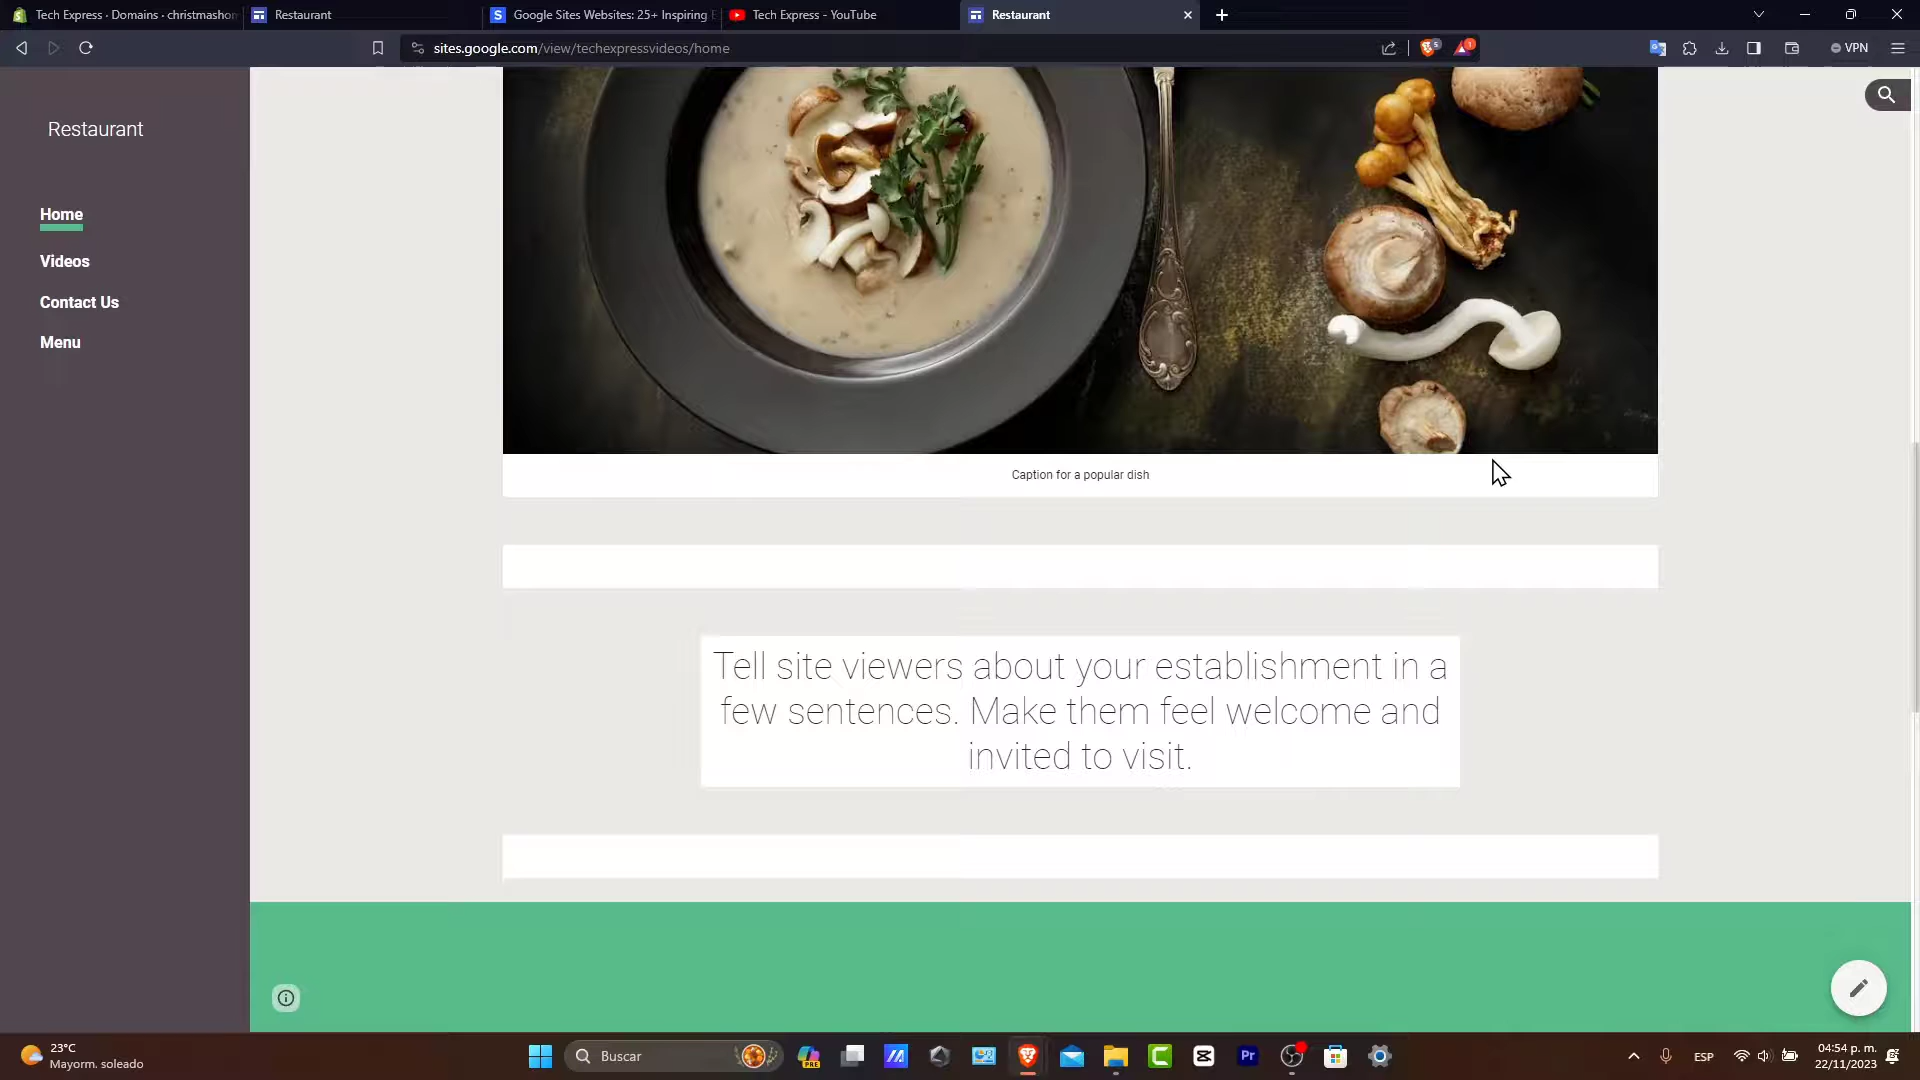 Tech Express · Domains · christmashom
Restaurant
Google Sites Websites: 25+ Inspiring E
Tech Express - YouTube
Restaurant
sites.google.com/view/techexpressvideos/home
VPN
Restaurant
Home
Videos
Contact Us
Menu
Caption for a popular dish
Tell site viewers about your establishment in a
few sentences. Make them feel welcome and
invited to visit.
23°C
Mayorm. soleado
Buscar
PRE
Pr
ESP
04:54 p. m.
22/11/2023